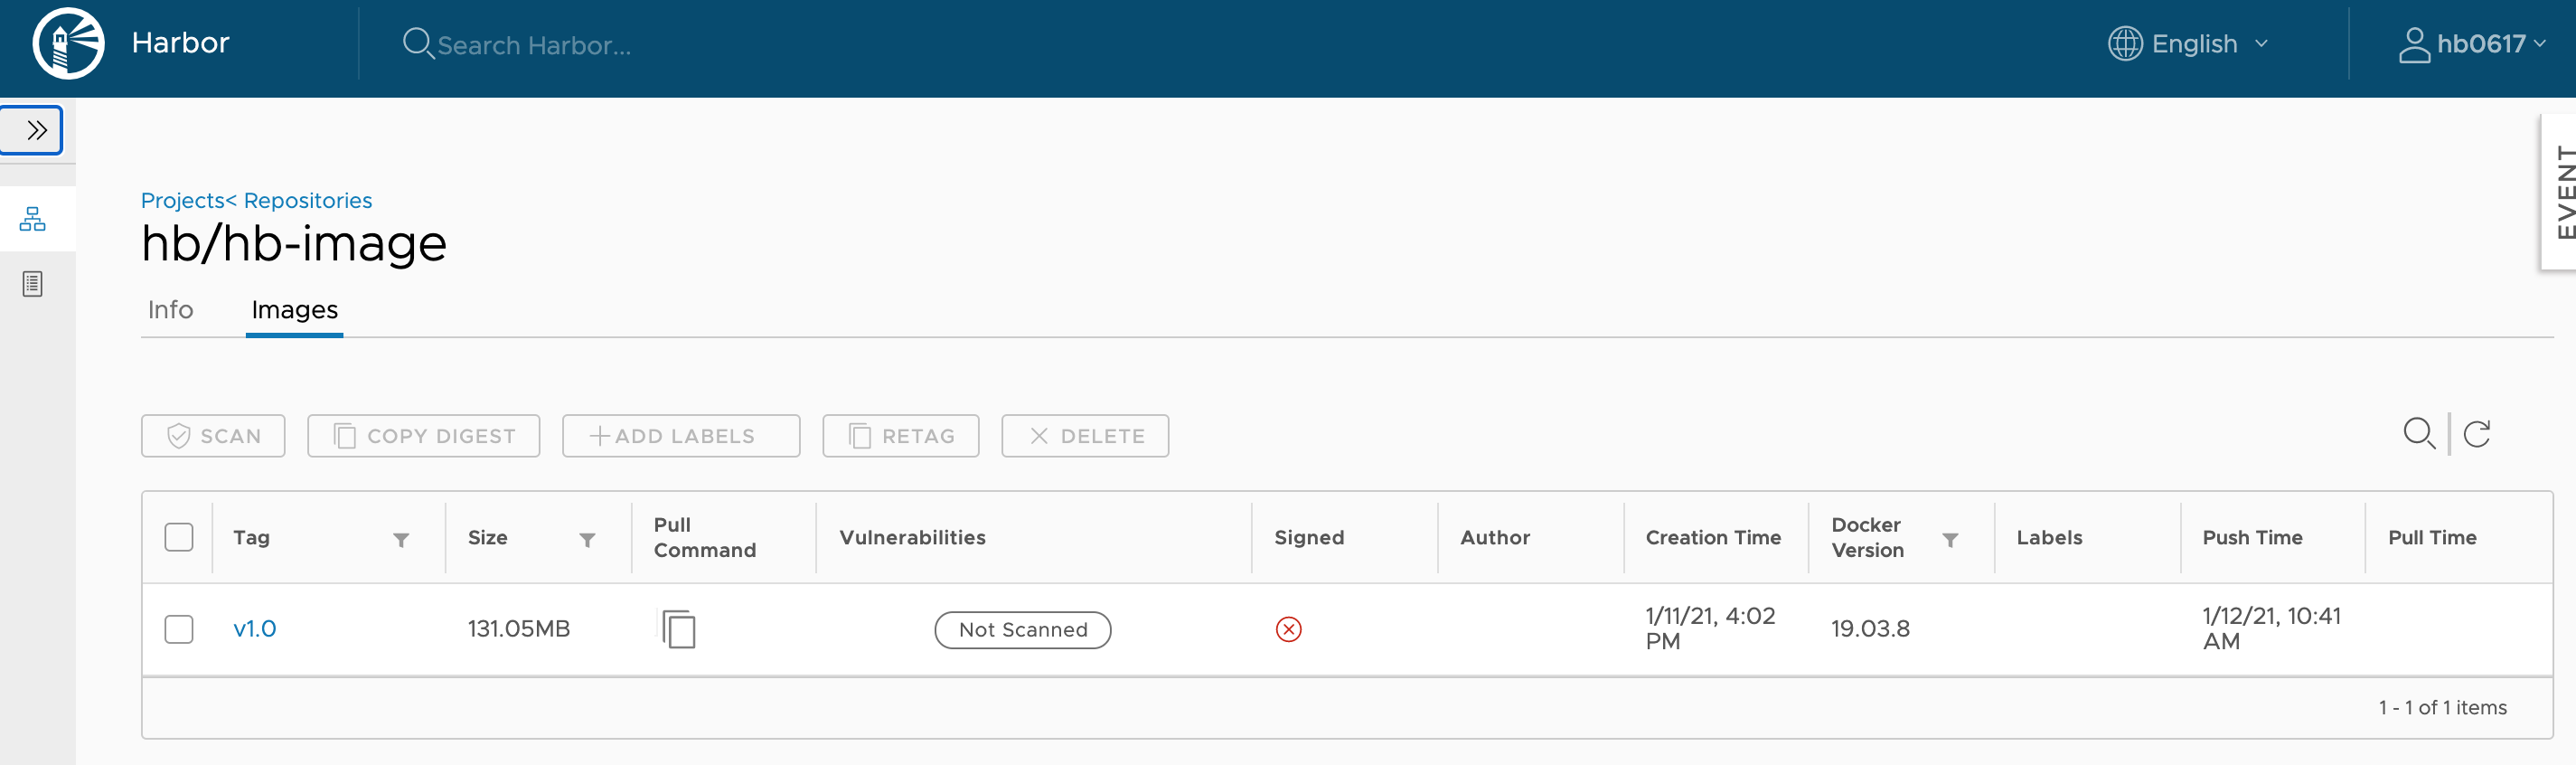 Harbor
Search Harbor...
English
hb0617
EVENT
Projects< Repositories
hb/hb-image
Info
Images
SCAN
COPY DIGEST
+ADD LABELS
RETAG
DELETE
Tag
Size
Pull
Command
Vulnerabilities
Signed
Author
Creation Time
Docker
Version
Labels
Push Time
Pull Time
v1.0
131.05MB
Not Scanned
1/11/21, 4:02
PM
19.03.8
1/12/21, 10:41
AM
1 - 1 of 1 items